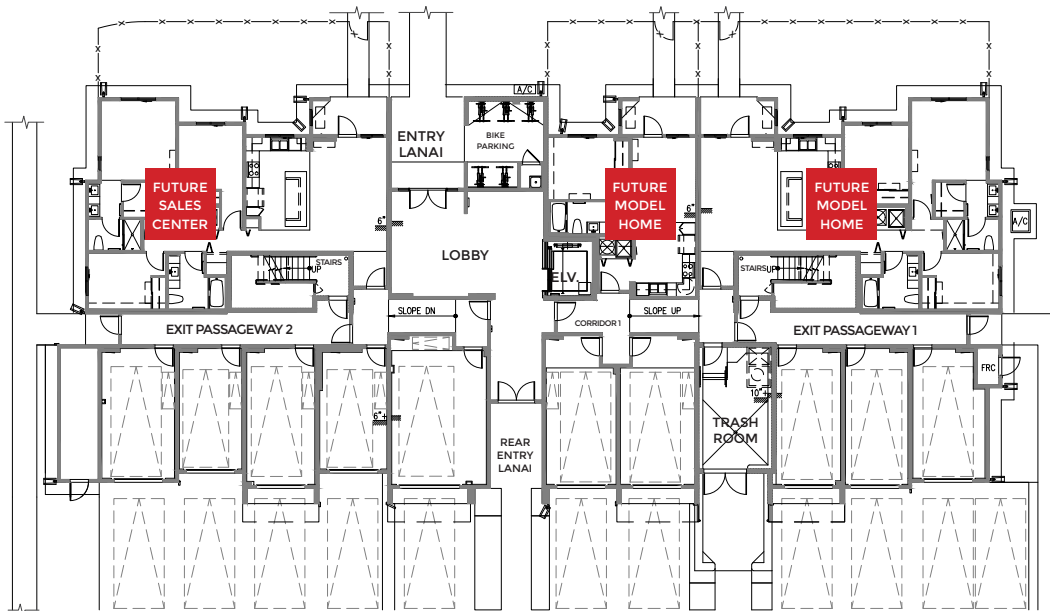 A/C
ENTRY
LANAI
BIKE
PARKING
FUTURE
SALES
CENTER
FUTURE
MODEL
HOME
FUTURE
MODEL
HOME
6"
6"
A/C
LOBBY
STAIRS
UP
ELV.
STAIRS
UP
EXIT PASSAGEWAY 2
SLOPE DN
CORRIDOR 1
SLOPE UP
EXIT PASSAGEWAY 1
FRC
6"±
10"±
TRASH
ROOM
REAR
ENTRY
LANAI